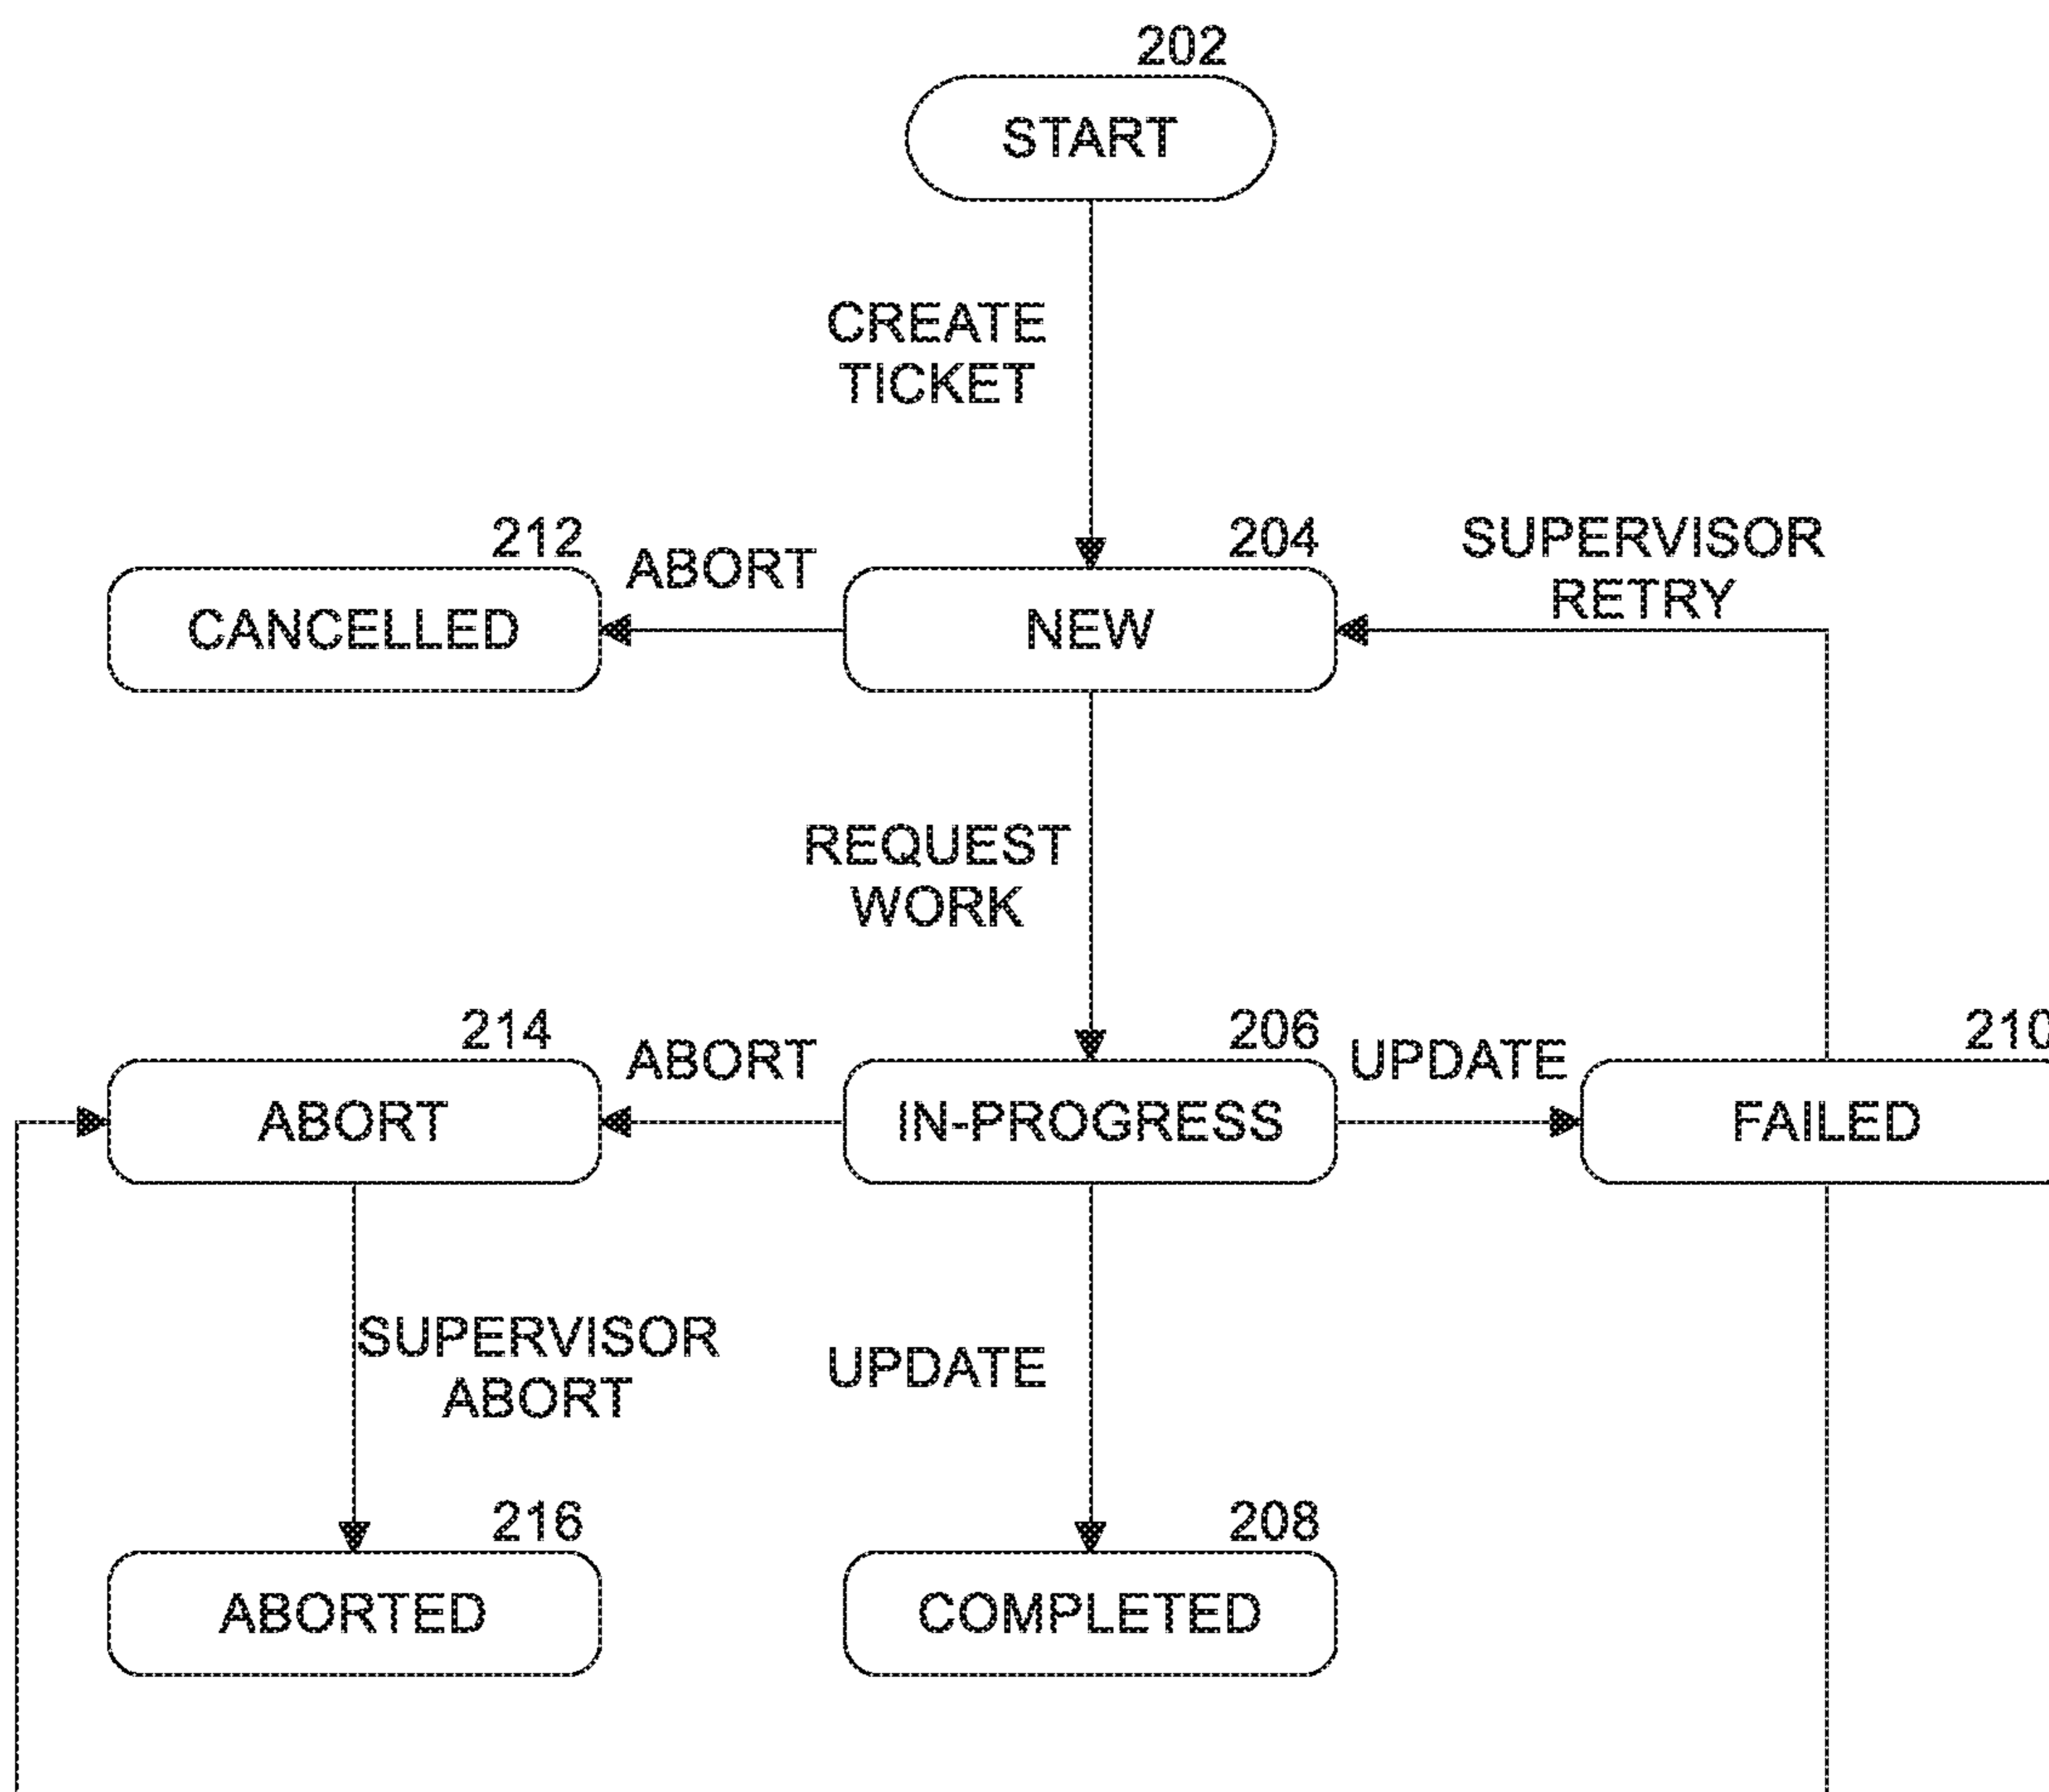 202
START
CREATE
TICKET
212
ABORT
204
SUPERVISOR
RETRY
CANCELLED
NEW
REQUEST
WORK
214
ABORT
206
UPDATE
210
ABORT
IN-PROGRESS
FAILED
SUPERVISOR
ABORT
UPDATE
216
208
ABORTED
COMPLETED